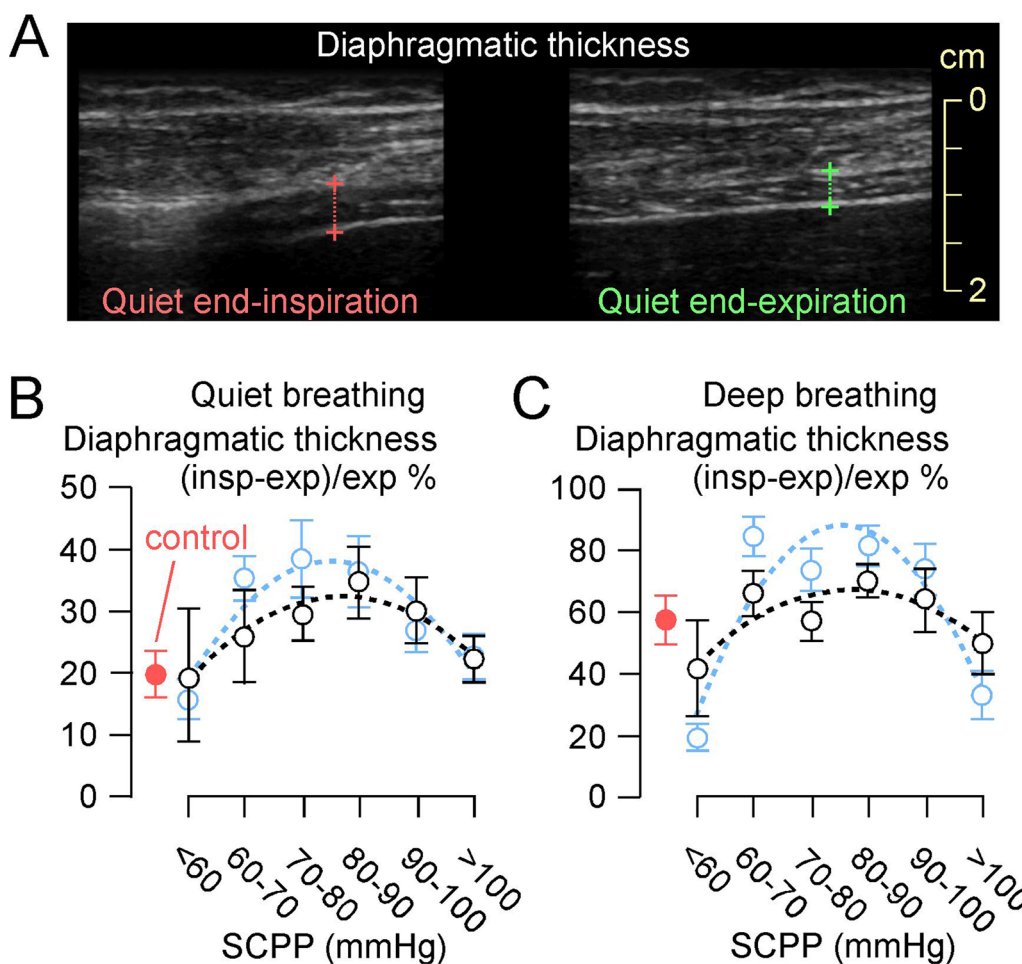 A
Diaphragmatic thickness
cm
0
2
Quiet end-inspiration
Quiet end-expiration
B
Quiet breathing
Diaphragmatic thickness
(insp-exp)/exp %
50
40
30
20
10
0
control
<60
60-70
70-80
80-90
90-100
>100
SCPP (mmHg)
C
Deep breathing
Diaphragmatic thickness
(insp-exp)/exp %
100
80
60
40
20
0
<60
60-70
70-80
80-90
90-100
>100
SCPP (mmHg)